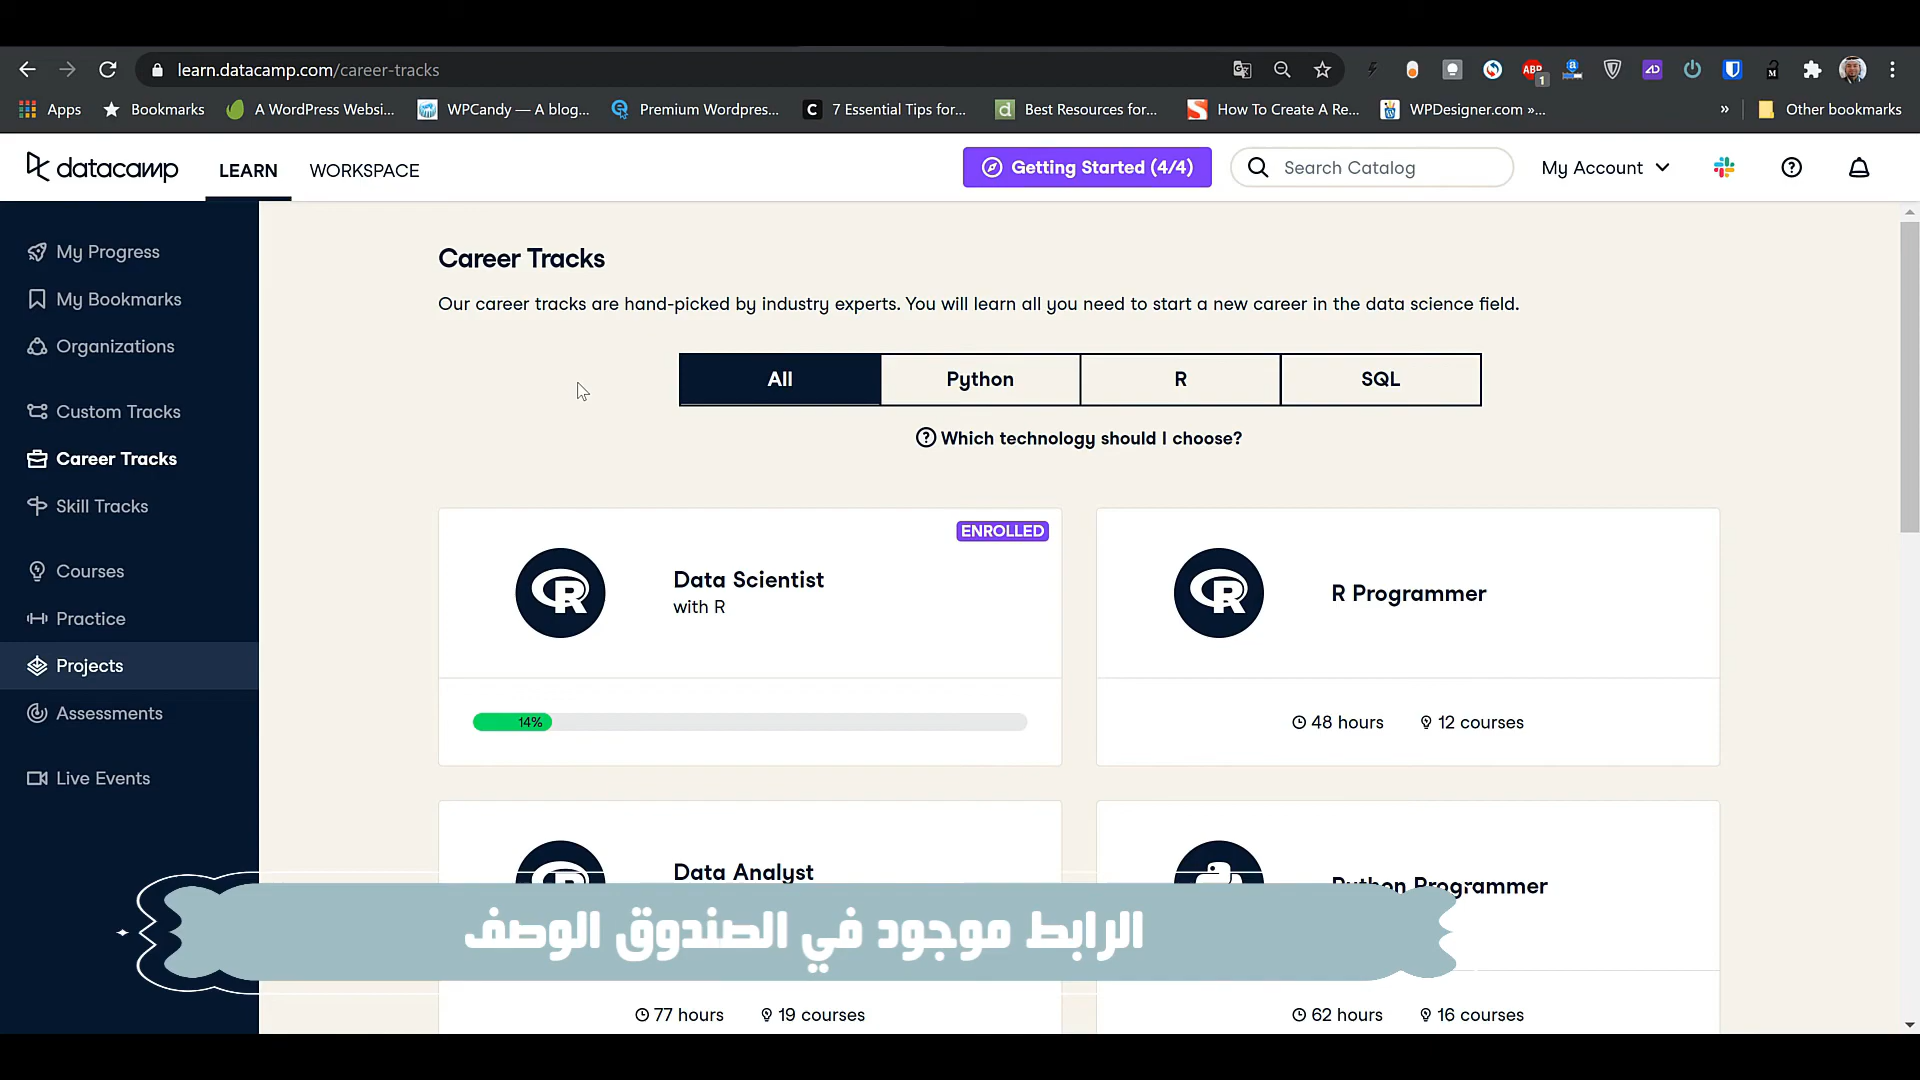 learn.datacamp.com/career-tracks
ABP
1
Apps
Bookmarks
A WordPress Websi...
WPCandy — A blog...
Premium Wordpres...
7 Essential Tips for...
Best Resources for...
How To Create A Re...
WPDesigner.com »...
»
Other bookmarks
datacamp
LEARN
WORKSPACE
Getting Started (4/4)
Search Catalog
My Account
My Progress
My Bookmarks
Organizations
Custom Tracks
Career Tracks
Skill Tracks
Courses
Practice
Projects
Assessments
Live Events
Career Tracks
Our career tracks are hand-picked by industry experts. You will learn all you need to start a new career in the data science field.
All
Python
R
SQL
Which technology should I choose?
ENROLLED
Data Scientist
with R
14%
R Programmer
48 hours
12 courses
Data Analyst
77 hours
19 courses
Python Programmer
62 hours
16 courses
الرابط موجود في الصندوق الوصف